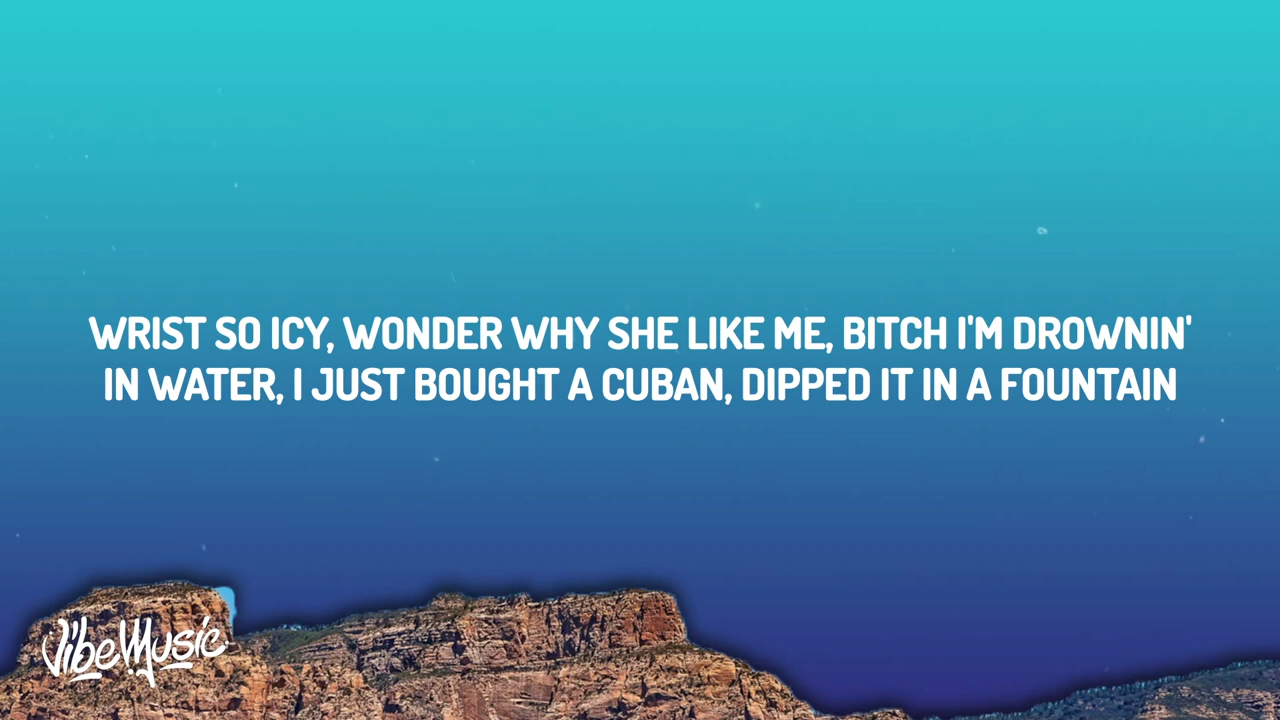 WRIST SO ICY, WONDER WHY SHE LIKE ME, BITCH I'M DROWNIN'
IN WATER, I JUST BOUGHT A CUBAN, DIPPED IT IN A FOUNTAIN
VibeMusic